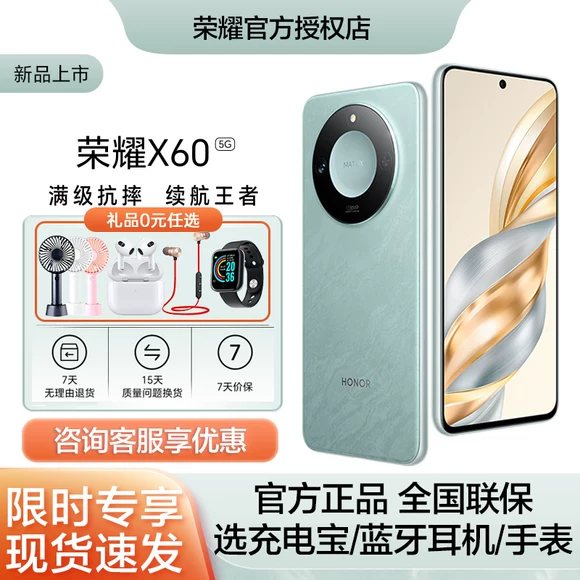 荣耀官方授权店
新品上市
荣耀X60 5G
满级抗摔 续航王者
礼品0元任选
7天
无理由退货
15天
质量问题换货
7
7天价保
咨询客服享优惠
限时专享
现货速发
官方正品 全国联保
选充电宝/蓝牙耳机/手表
HONOR